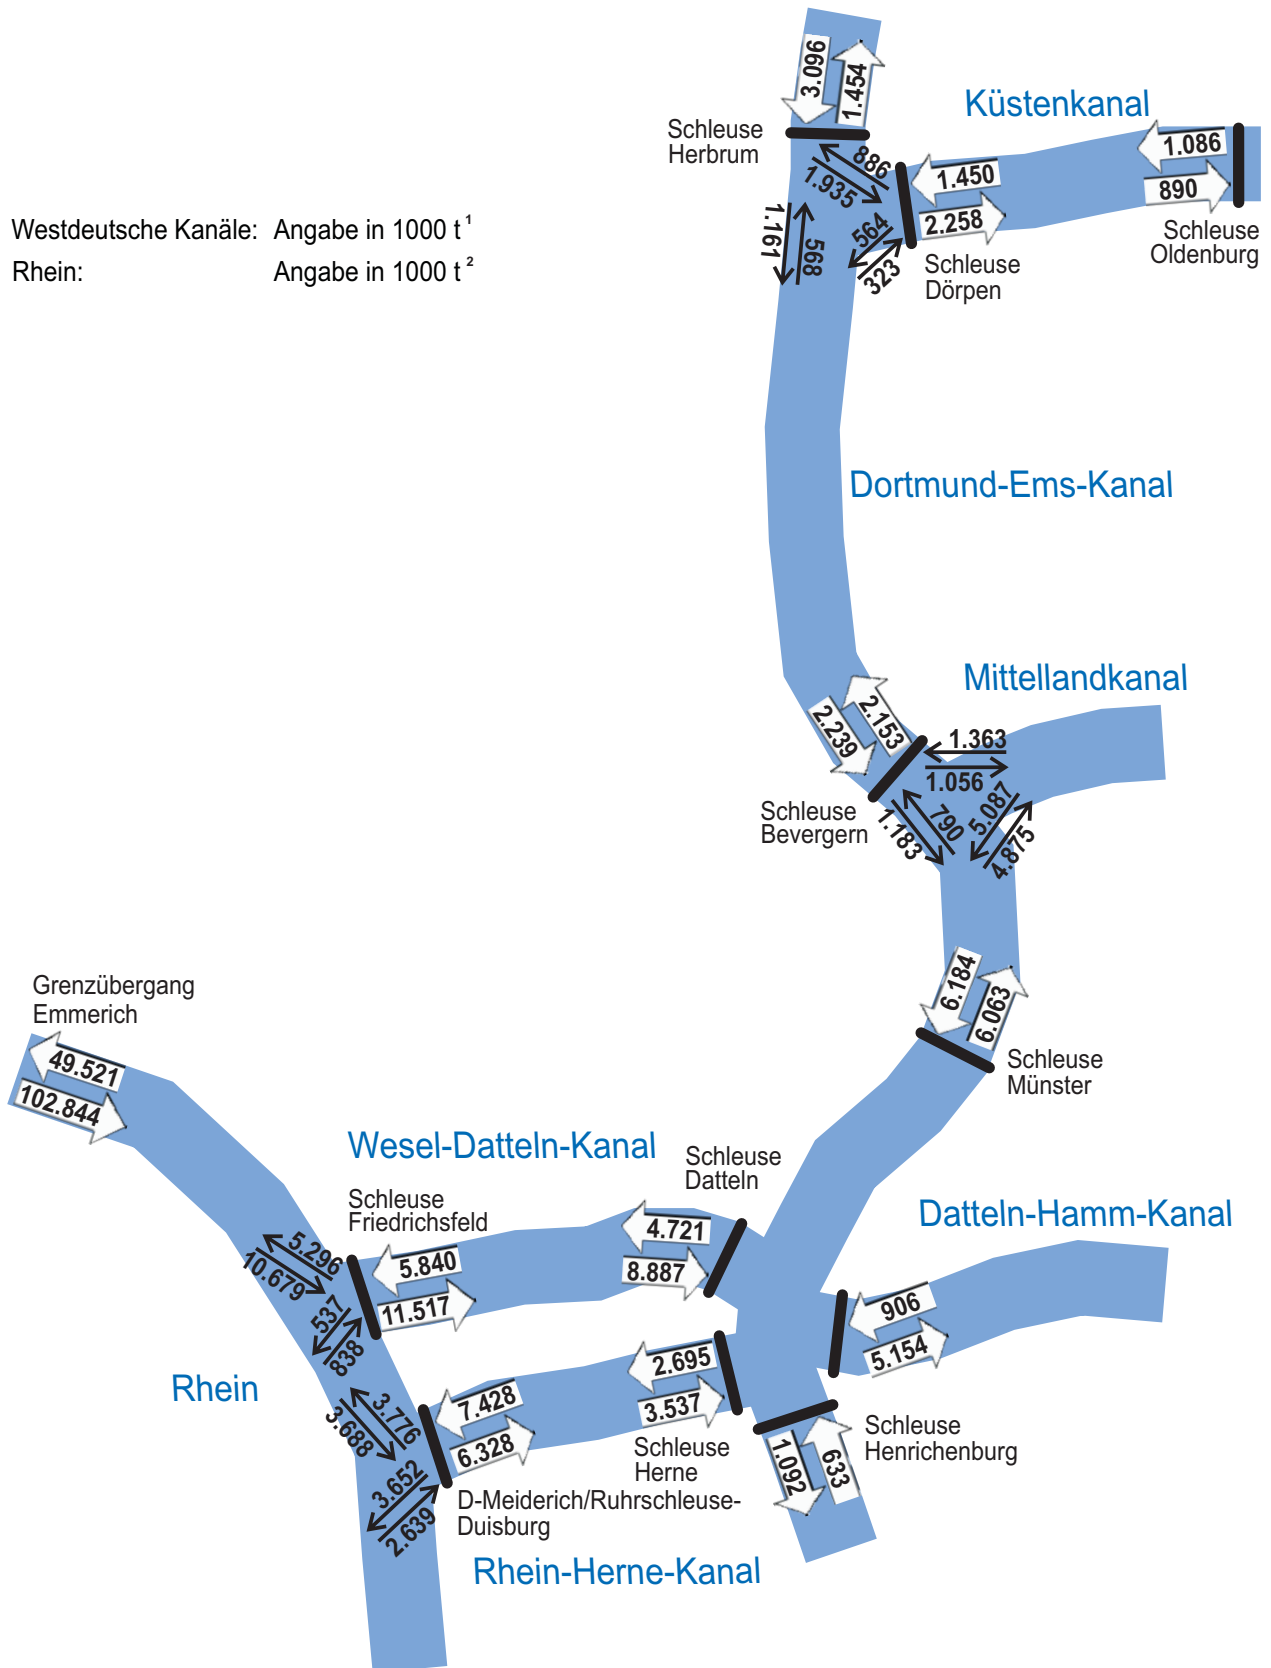 3.096
1.454
Küstenkanal
Schleuse
Herbrum
886
1.935
1.450
2.258
1.086
890
Schleuse
Oldenburg
Westdeutsche Kanäle: Angabe in 1000 t ¹
Rhein: Angabe in 1000 t ²
1.161
568
564
323
Schleuse
Dörpen
Dortmund-Ems-Kanal
Mittellandkanal
2.153
2.239
1.363
1.056
Schleuse
Bevergern
790
1.183
5.087
4.875
6.184
6.063
Schleuse
Münster
Grenzübergang
Emmerich
49.521
102.844
Wesel-Datteln-Kanal
Schleuse
Datteln
Schleuse
Friedrichsfeld
Datteln-Hamm-Kanal
4.721
8.887
5.296
10.679
5.840
11.517
537
838
906
5.154
Rhein
2.695
3.537
3.776
3.688
7.428
6.328
Schleuse
Herne
Schleuse
Henrichenburg
1.092
633
3.652
2.639
D-Meiderich/Ruhrschleuse-
Duisburg
Rhein-Herne-Kanal